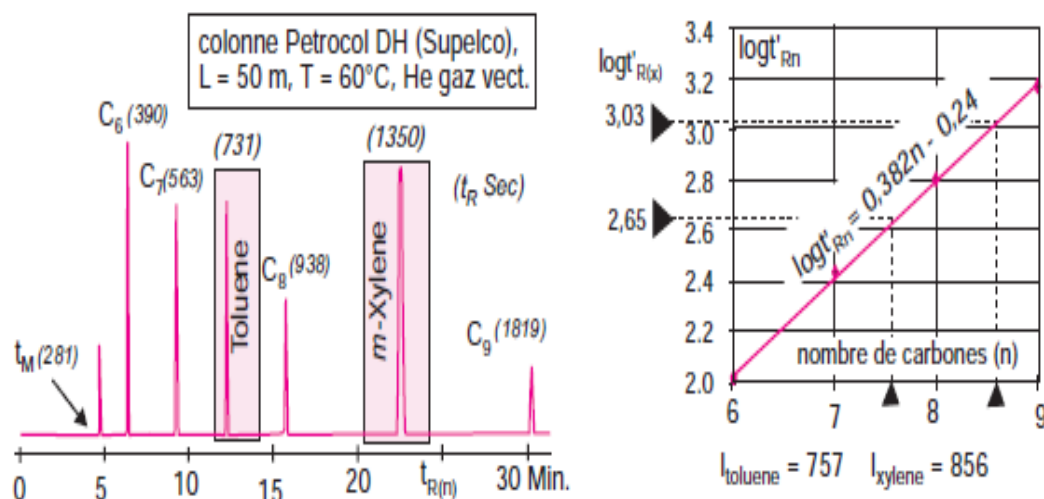 colonne Petrocol DH (Supelco),
L = 50 m, T = 60°C, He gaz vect.
C6 (390)
C7(563)
(731)
(1350)
(tR Sec)
Toluene
m-Xylene
C8 (938)
C9(1819)
tM(281)
0
5
10
15
20
tR(n)
30 Min.
logt'R(x)
3,03
2,65
3.4
3.2
3.0
2.8
2.6
2.4
2.2
2.0
logt'Rn
logt'Rn = 0,382n - 0,24
nombre de carbones (n)
6
7
8
9
Itoluene = 757 Ixylene = 856